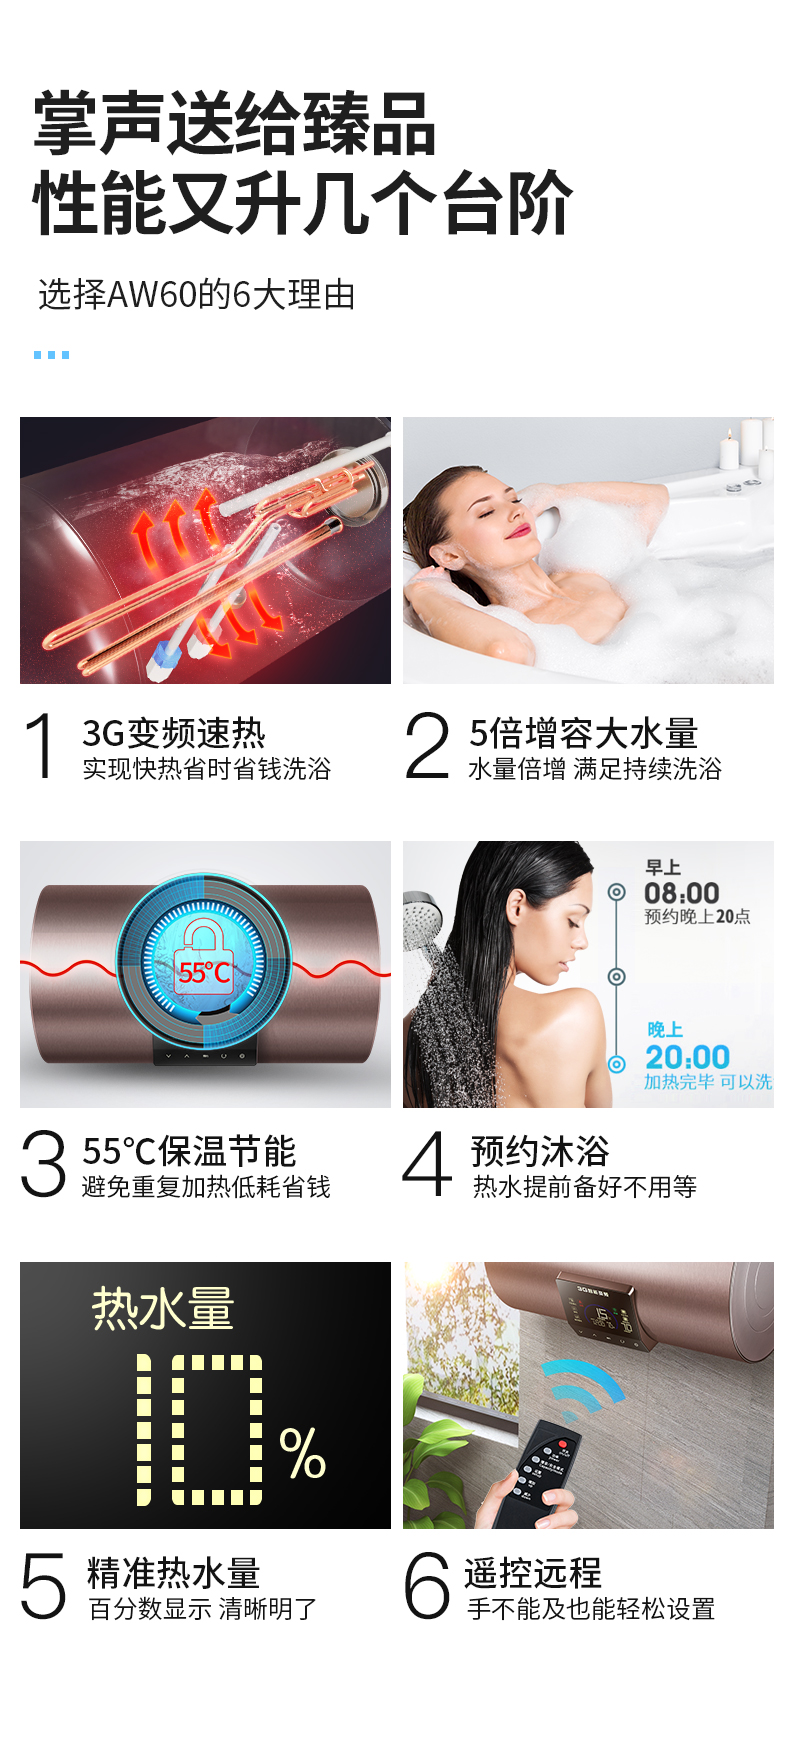 掌声送给臻品
性能又升几个台阶
选择AW60的6大理由
1 3G变频速热
实现快热省时省钱洗浴
2 5倍增容大水量
水量倍增 满足持续洗浴
55℃
早上
08:00
预约晚上20点
晚上
20:00
加热完毕 可以洗
3 55℃保温节能
避免重复加热低耗省钱
4 预约沐浴
热水提前备好不用等
热水量
10%
5 精准热水量
百分数显示 清晰明了
6 遥控远程
手不能及也能轻松设置